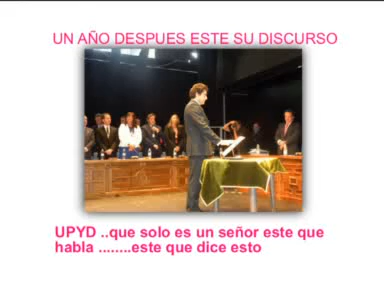 UN AÑO DESPUES ESTE SU DISCURSO
UPYD ..que solo es un señor este que
habla ........este que dice esto